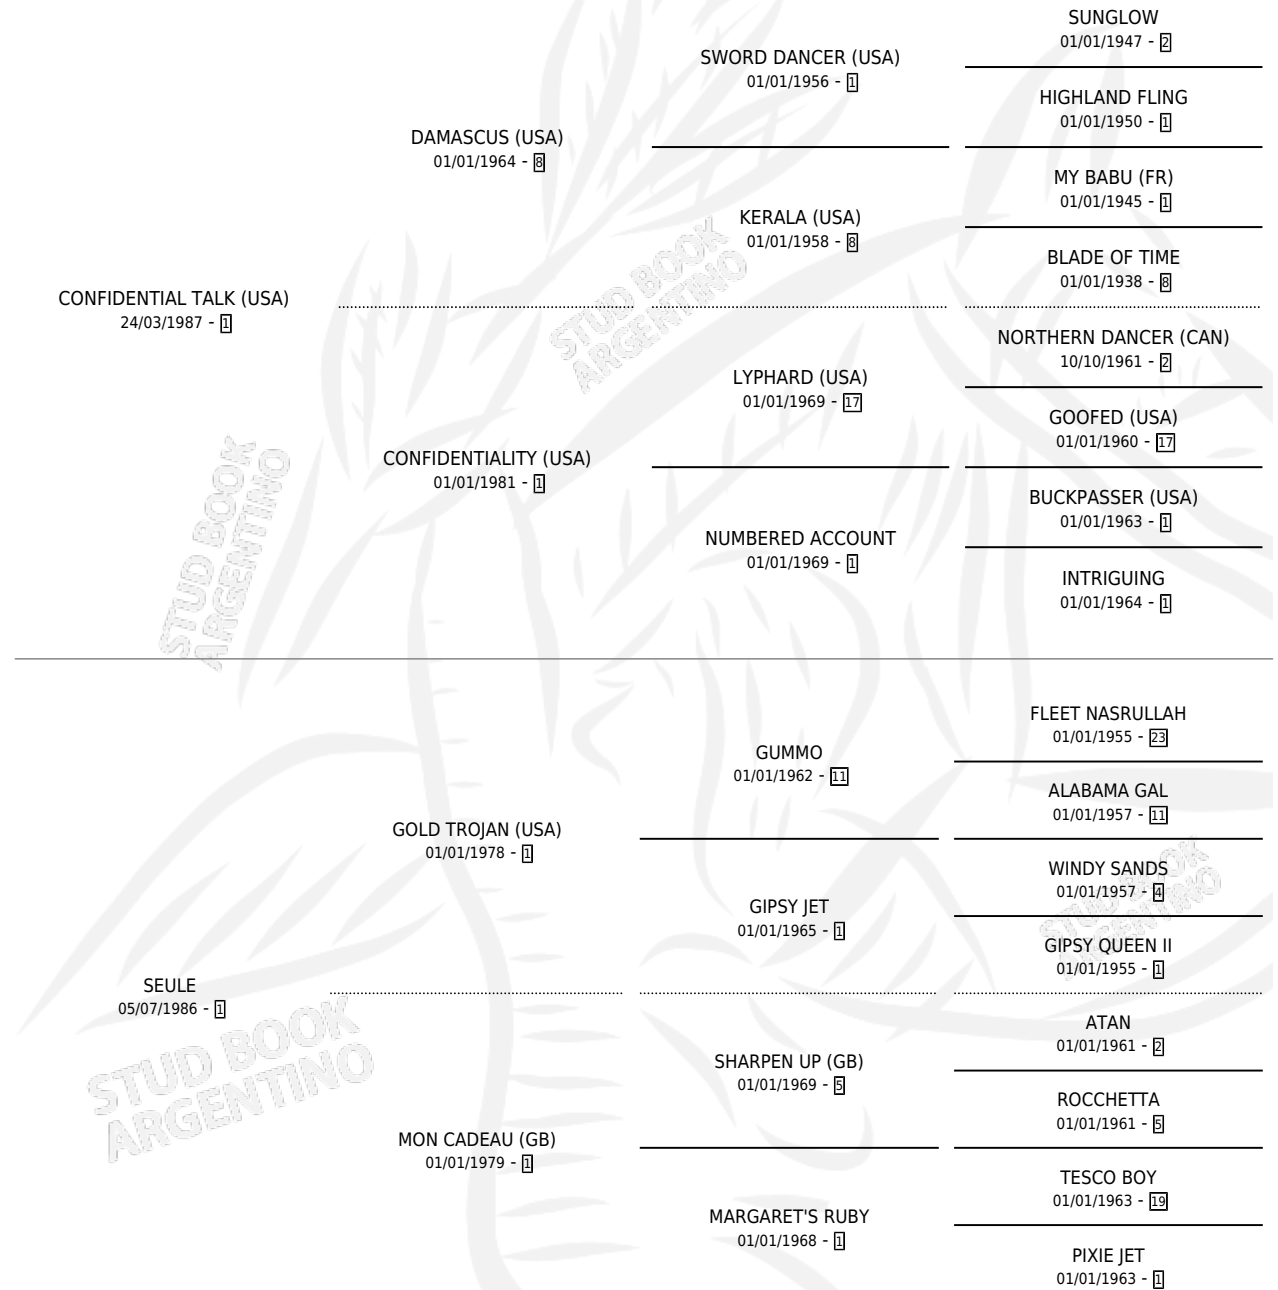 SUNGLOW
01/01/1947 - 2
SWORD DANCER (USA)
01/01/1956 - 1
HIGHLAND FLING
01/01/1950 - 1
DAMASCUS (USA)
01/01/1964 - 8
MY BABU (FR)
01/01/1945 - 1
KERALA (USA)
01/01/1958 - 8
BLADE OF TIME
01/01/1938 - 8
CONFIDENTIAL TALK (USA)
24/03/1987 - 1
NORTHERN DANCER (CAN)
10/10/1961 - 2
LYPHARD (USA)
01/01/1969 - 17
GOOFED (USA)
01/01/1960 - 17
CONFIDENTIALITY (USA)
01/01/1981 - 1
BUCKPASSER (USA)
01/01/1963 - 1
NUMBERED ACCOUNT
01/01/1969 - 1
INTRIGUING
01/01/1964 - 1
FLEET NASRULLAH
01/01/1955 - 23
GUMMO
01/01/1962 - 11
ALABAMA GAL
01/01/1957 - 11
GOLD TROJAN (USA)
01/01/1978 - 1
WINDY SANDS
01/01/1957 - 4
GIPSY JET
01/01/1965 - 1
GIPSY QUEEN II
01/01/1955 - 1
SEULE
05/07/1986 - 1
ATAN
01/01/1961 - 2
SHARPEN UP (GB)
01/01/1969 - 5
ROCCHETTA
01/01/1961 - 5
MON CADEAU (GB)
01/01/1979 - 1
TESCO BOY
01/01/1963 - 19
MARGARET'S RUBY
01/01/1968 - 1
PIXIE JET
01/01/1963 - 1
STUD BOOK
ARGENTINO
STUD BOOK
ARGENTINO
STUD BOOK
ARGENTINO
STUD BOOK
ARGENTINO